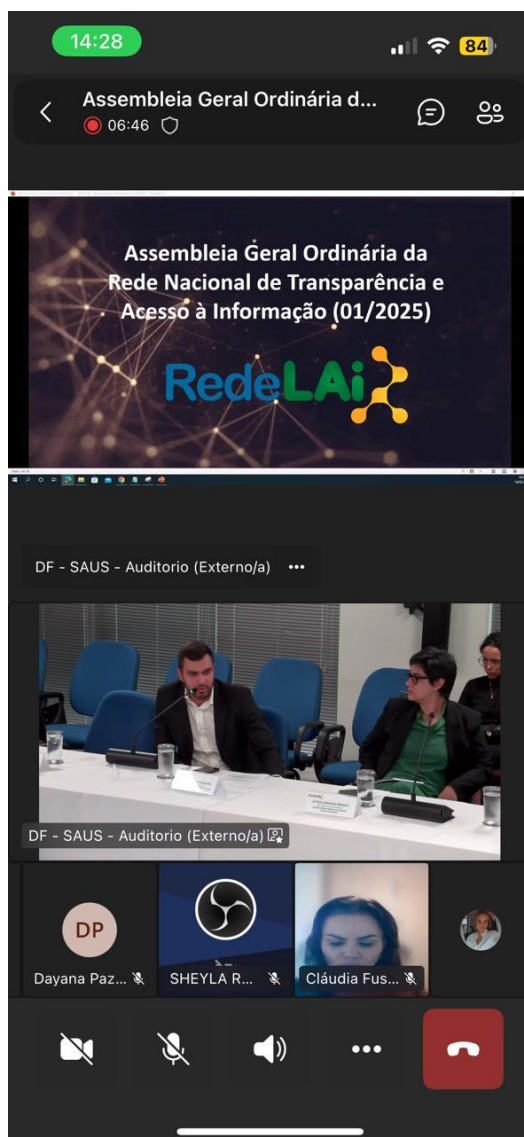 14:28
84
Assembleia Geral Ordinária d...
06:46
Assembleia Geral Ordinária da
Rede Nacional de Transparência e
Acesso à Informação (01/2025)
RedeLAi
DF - SAUS - Auditorio (Externo/a)
DF - SAUS - Auditorio (Externo/a)
DP
Dayana Paz...
SHEYLA R...
Cláudia Fus...